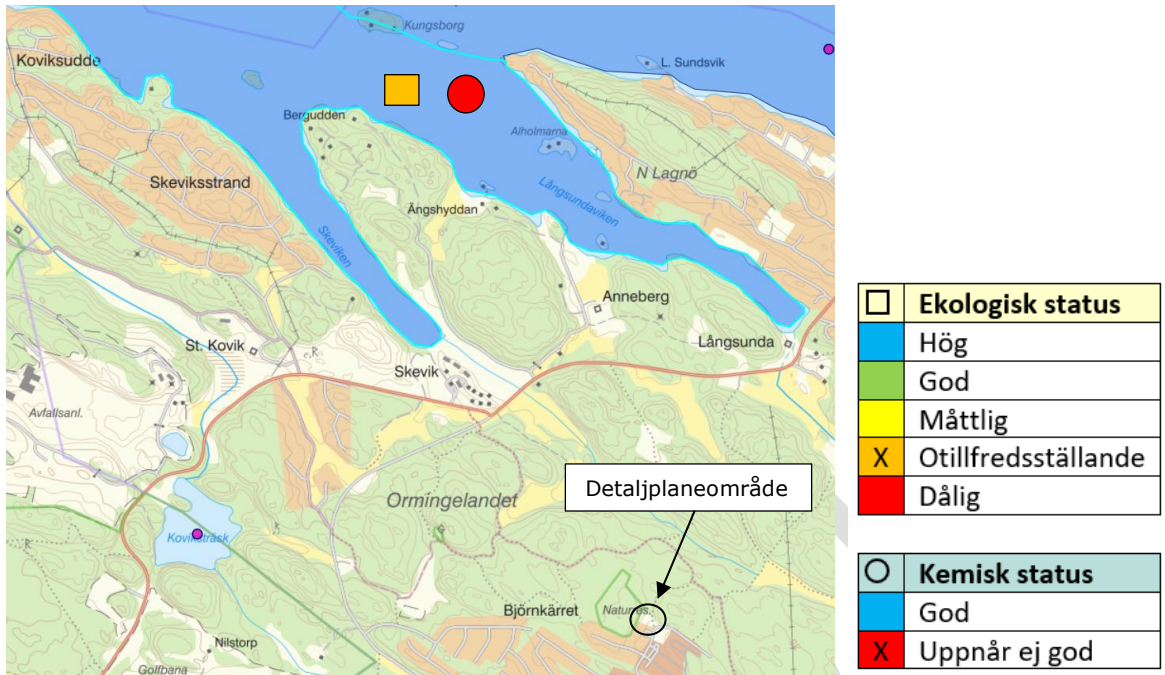 Kungsborg
Koviksudde
L. Sundsvik
Bergudden
Alholmarna
N Lagnö
Skeviksstrand
Långsundaviken
Ängshyddan
Skeviken
Anneberg
St. Kovik
Långsunda
Skevik
Avfallsanl.
Detaljplaneområde
Ormingelandet
Koviksträsk
Björnkärret
Naturres.
Nilstorp
Golfbana
Ekologisk status
Hög
God
Måttlig
X Otillfredsställande
Dålig
Kemisk status
God
X Uppnår ej god